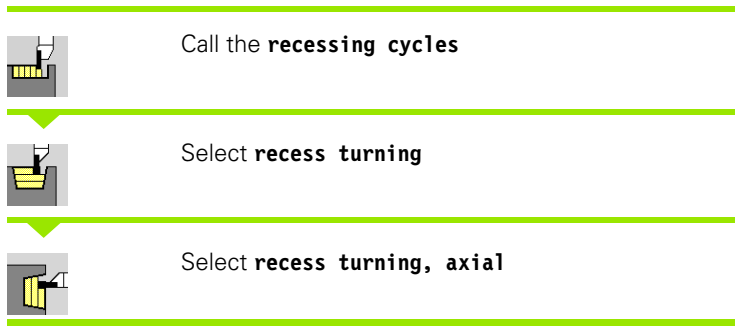 Call the recessing cycles
Select recess turning
Select recess turning, axial